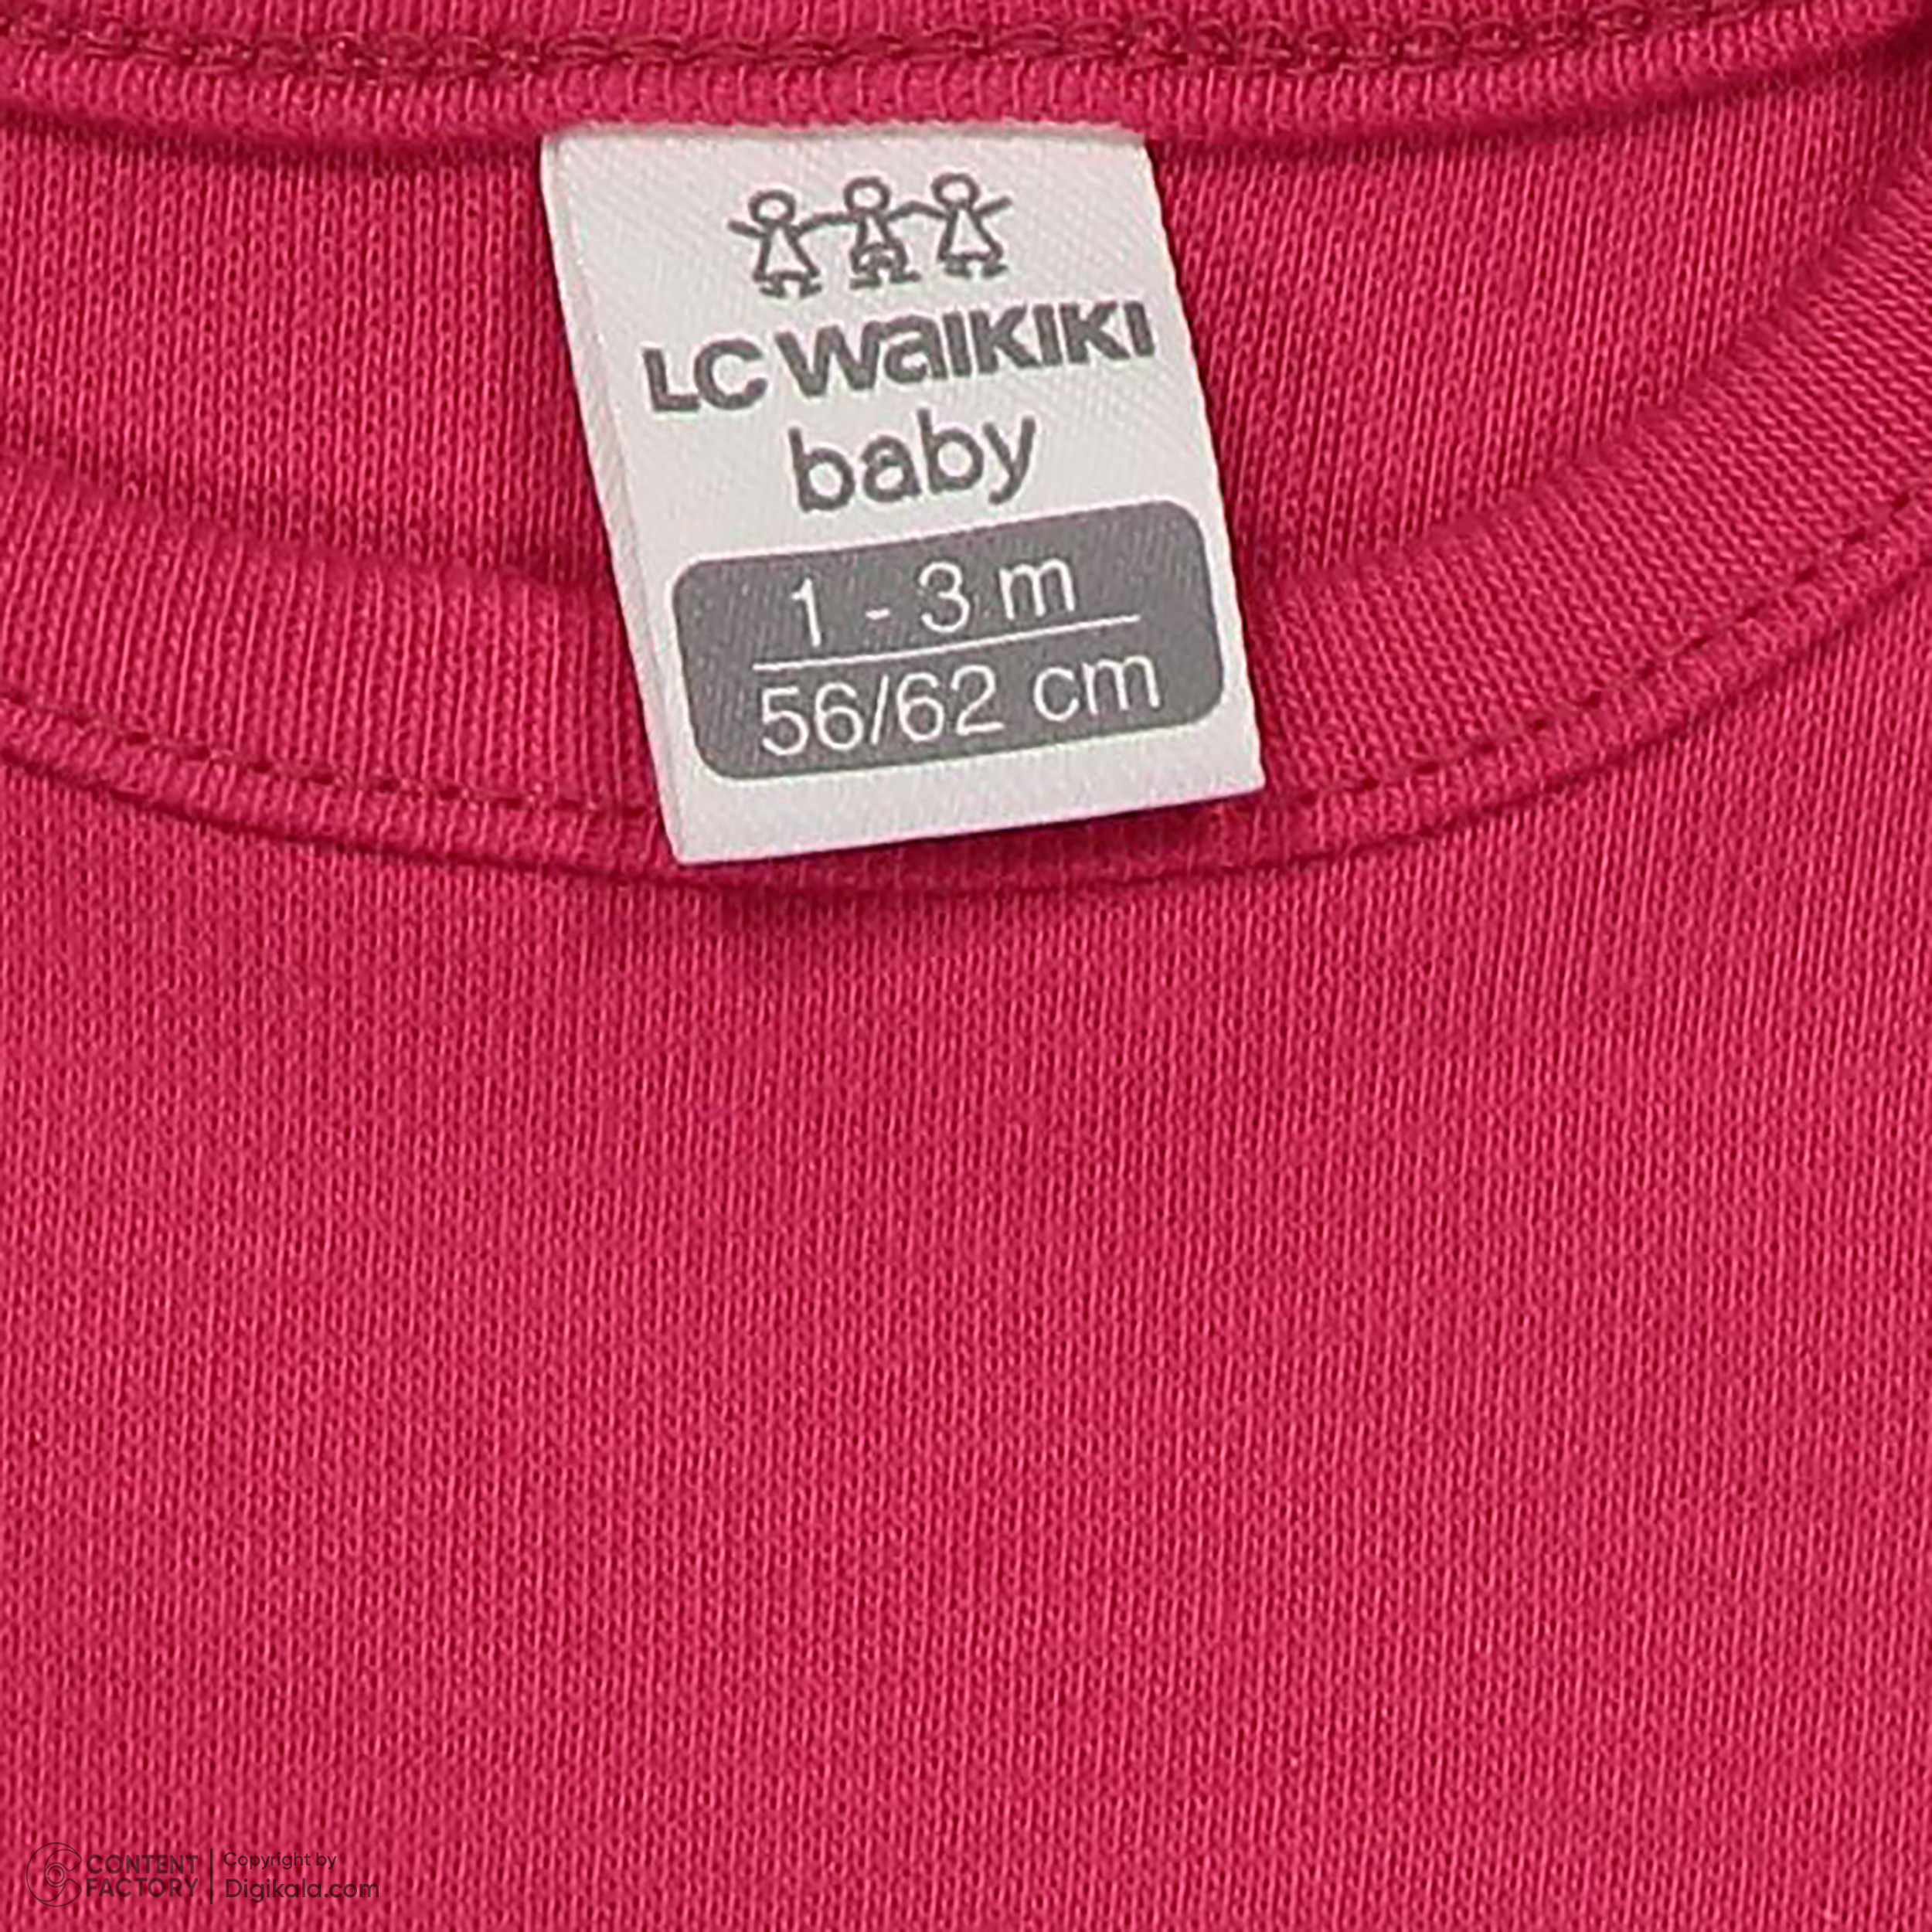 LC WAIKIKI
baby
1 - 3 m
56/62 cm
CONTENT FACTORY
Copyright by
Digikala.com